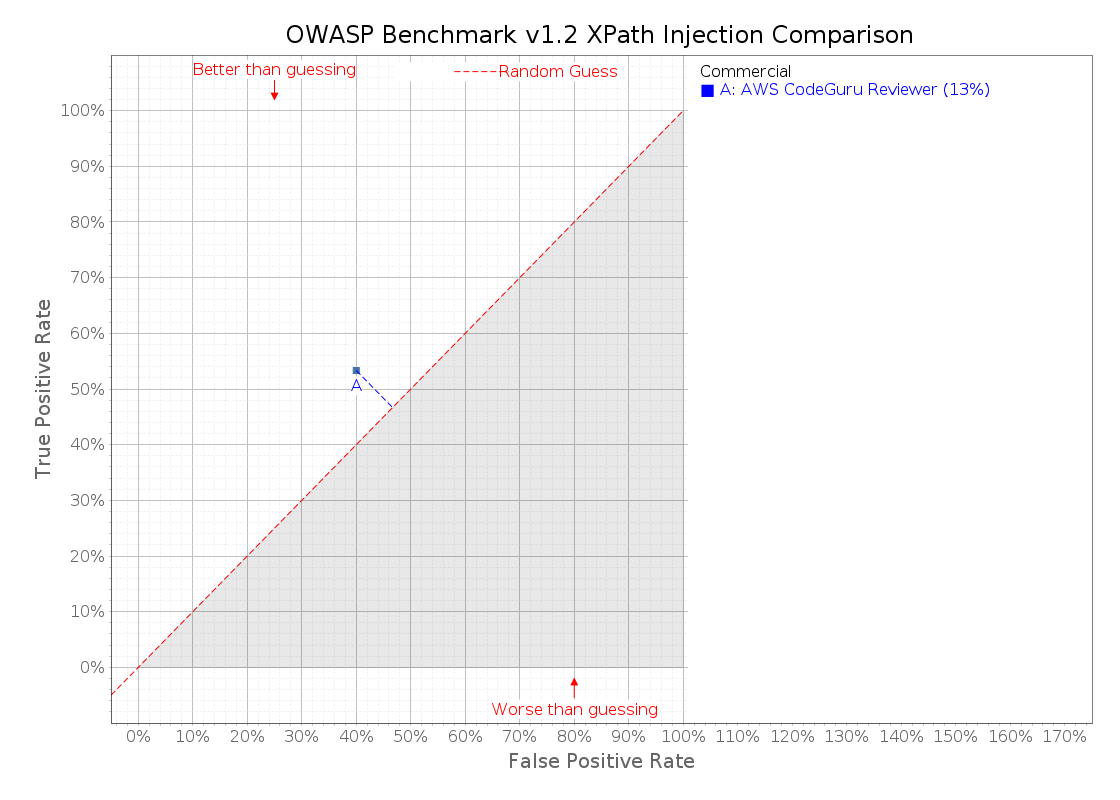 OWASP Benchmark v1.2 XPath Injection Comparison
Better than guessing
Random Guess
Commercial
A: AWS CodeGuru Reviewer (13%)
100%
90%
80%
70%
60%
50%
40%
30%
20%
10%
0%
True Positive Rate
A
Worse than guessing
0% 10% 20% 30% 40% 50% 60% 70% 80% 90% 100% 110% 120% 130% 140% 150% 160% 170%
False Positive Rate